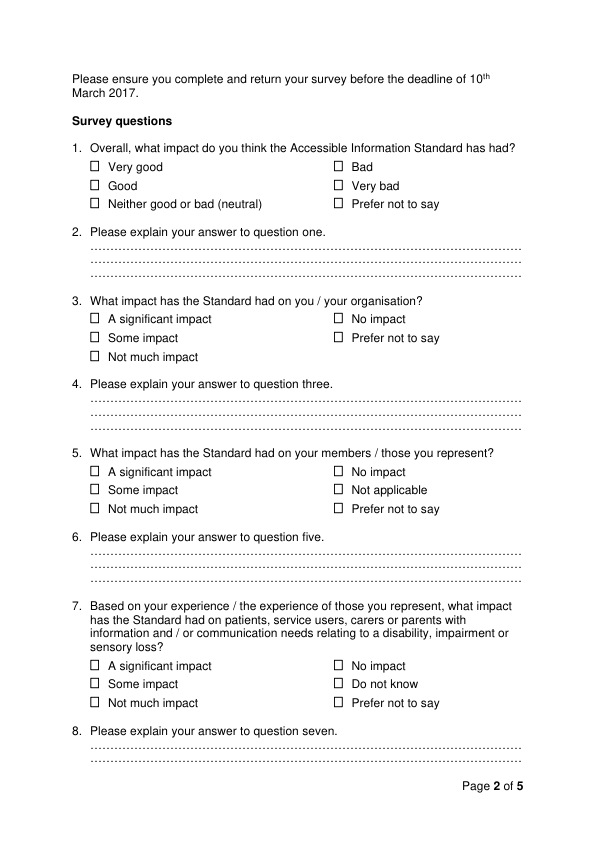 Please ensure you complete and return your survey before the deadline of 10th
March 2017.
Survey questions
1. Overall, what impact do you think the Accessible Information Standard has had?
☐ Very good ☐ Bad
☐ Good ☐ Very bad
☐ Neither good or bad (neutral) ☐ Prefer not to say
2. Please explain your answer to question one.
3. What impact has the Standard had on you / your organisation?
☐ A significant impact ☐ No impact
☐ Some impact ☐ Prefer not to say
☐ Not much impact
4. Please explain your answer to question three.
5. What impact has the Standard had on your members / those you represent?
☐ A significant impact ☐ No impact
☐ Some impact ☐ Not applicable
☐ Not much impact ☐ Prefer not to say
6. Please explain your answer to question five.
7. Based on your experience / the experience of those you represent, what impact
has the Standard had on patients, service users, carers or parents with
information and / or communication needs relating to a disability, impairment or
sensory loss?
☐ A significant impact ☐ No impact
☐ Some impact ☐ Do not know
☐ Not much impact ☐ Prefer not to say
8. Please explain your answer to question seven.
Page 2 of 5